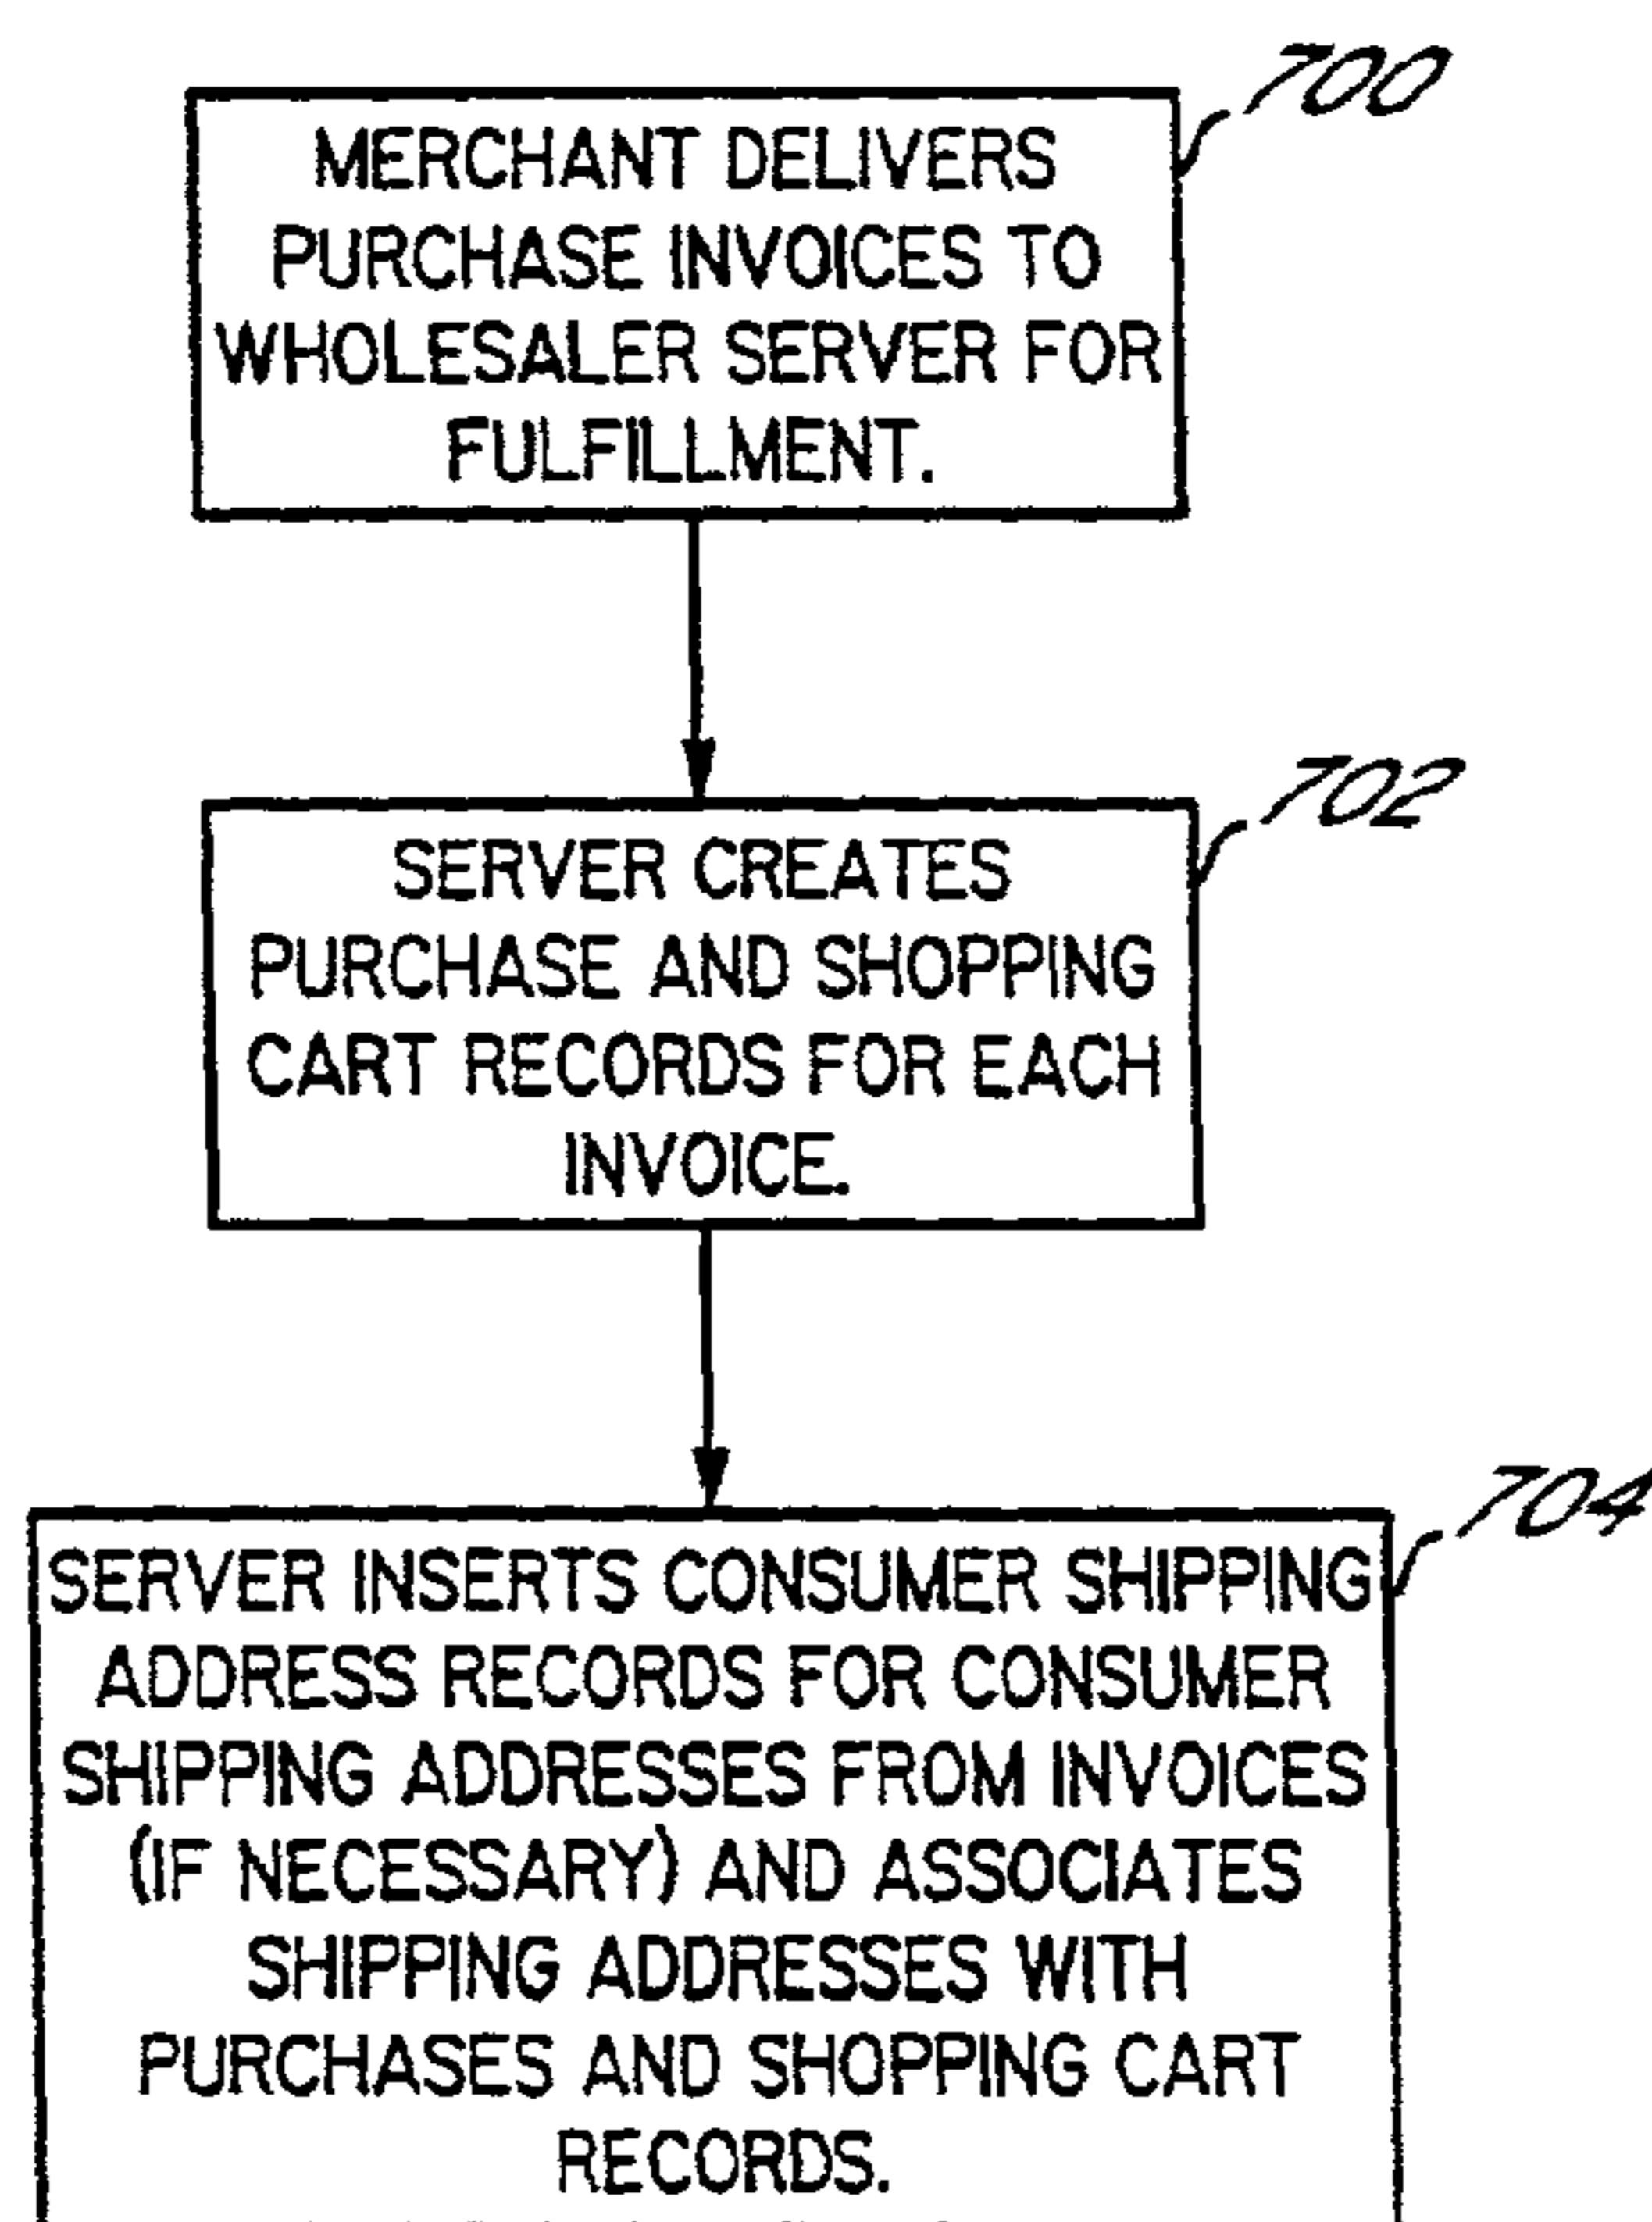 700
MERCHANT DELIVERS
PURCHASE INVOICES TO
WHOLESALER SERVER FOR
FULFILLMENT.
702
SERVER CREATES
PURCHASE AND SHOPPING
CART RECORDS FOR EACH
INVOICE.
704
SERVER INSERTS CONSUMER SHIPPING
ADDRESS RECORDS FOR CONSUMER
SHIPPING ADDRESSES FROM INVOICES
(IF NECESSARY) AND ASSOCIATES
SHIPPING ADDRESSES WITH
PURCHASES AND SHOPPING CART
RECORDS.